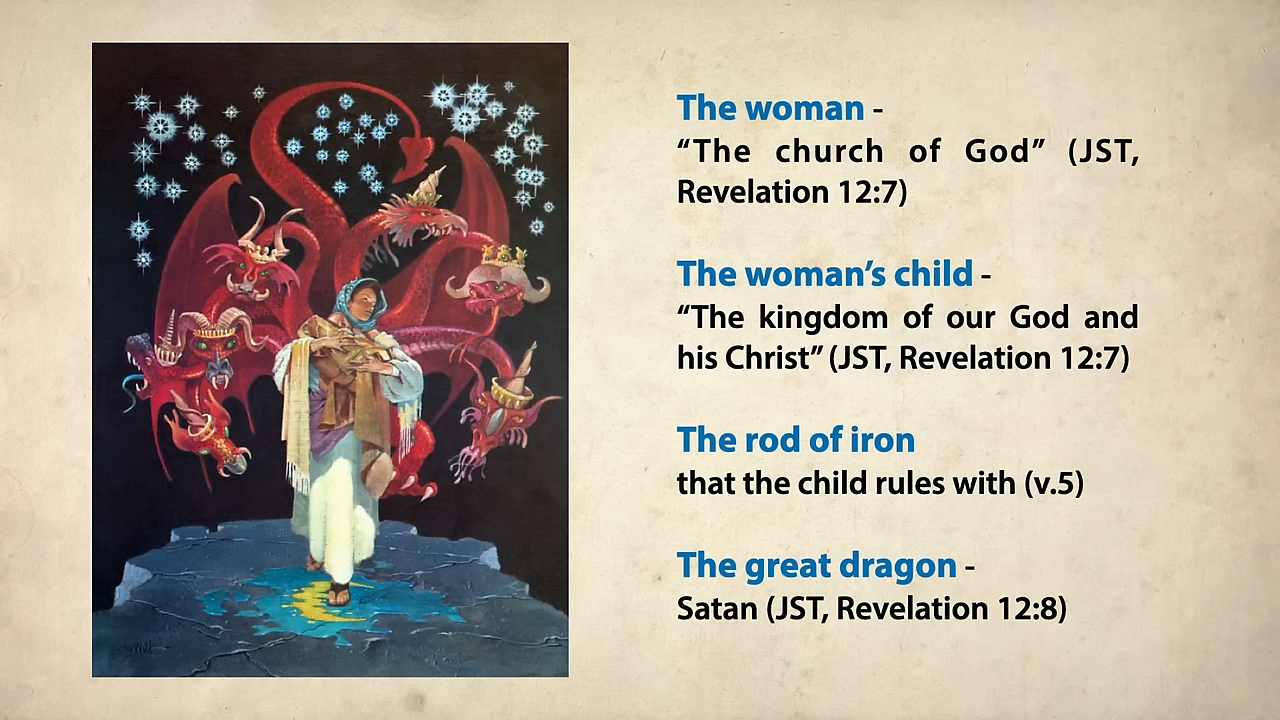 The woman -
“The church of God” (JST,
Revelation 12:7)
The woman’s child -
“The kingdom of our God and
his Christ” (JST, Revelation 12:7)
The rod of iron
that the child rules with (v.5)
The great dragon -
Satan (JST, Revelation 12:8)